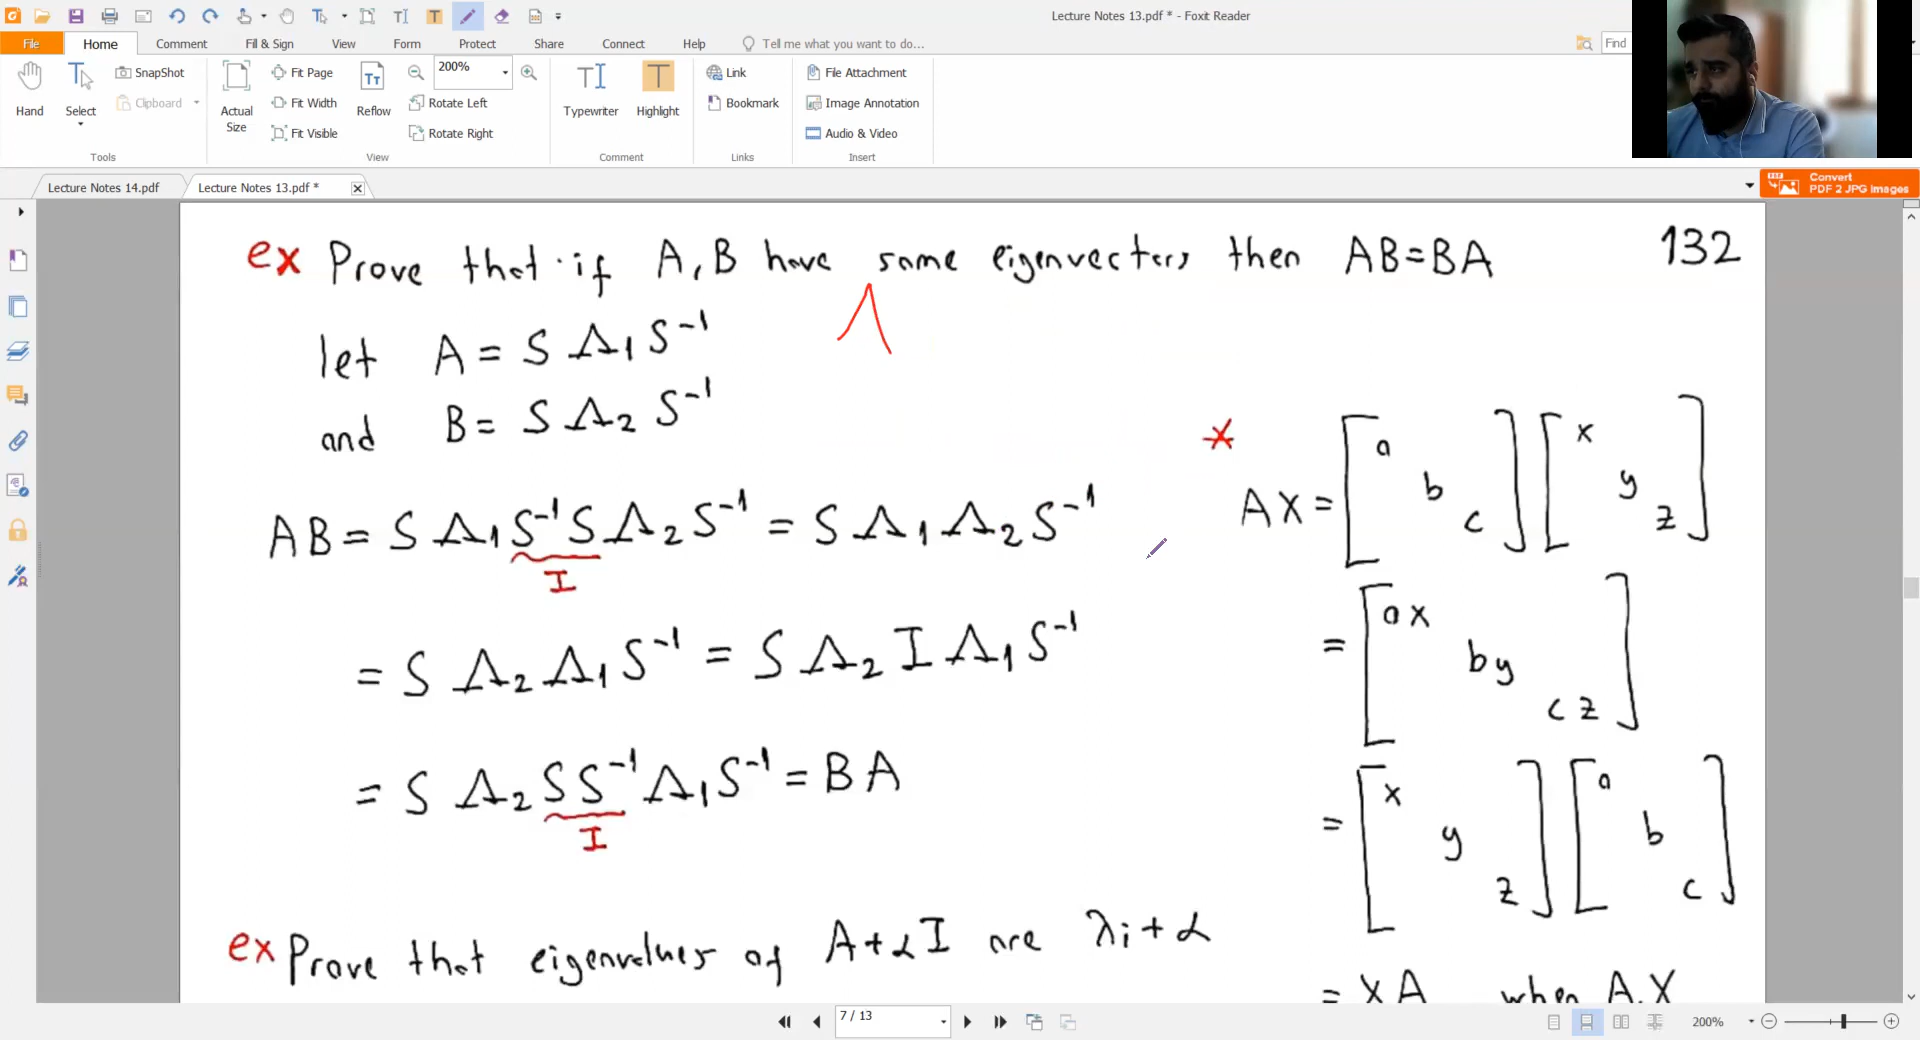 Lecture Notes 13.pdf * - Foxit Reader
File Home Comment Fill & Sign View Form Protect Share Connect Help Tell me what you want to do... Find
Hand
Select
SnapShot
Clipboard
Tools
Actual Size
Fit Page
Fit Width
Fit Visible
Reflow
200%
Rotate Left
Rotate Right
View
Typewriter
Highlight
Comment
Link
Bookmark
Links
File Attachment
Image Annotation
Audio & Video
Insert
Lecture Notes 14.pdf
Lecture Notes 13.pdf *
Convert
PDF 2 JPG Images
ex Prove that if A, B have same eigenvectors then AB=BA 132
let A = S Λ₁ S⁻¹
and B = S Λ₂ S⁻¹
AB = S Λ₁ S⁻¹ S Λ₂ S⁻¹ = S Λ₁ Λ₂ S⁻¹
I
= S Λ₂ Λ₁ S⁻¹ = S Λ₂ I Λ₁ S⁻¹
= S Λ₂ S S⁻¹ Λ₁ S⁻¹ = BA
I
* AX = [a b c] [x y z]
= [ax by cz]
= [x y z] [a b c]
= XA when A, X
ex Prove that eigenvalues of A+αI are λi+α
7 / 13
200%